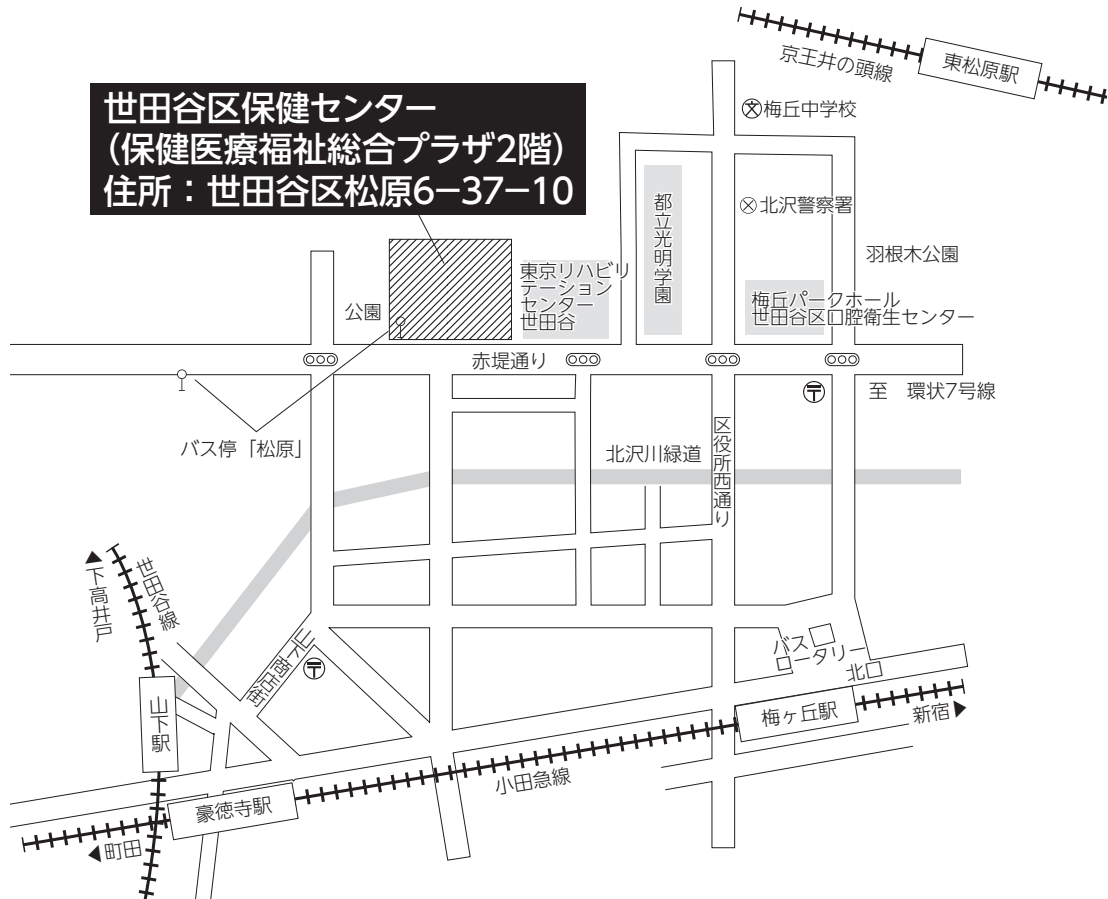 京王井の頭線
東松原駅
世田谷区保健センター
(保健医療福祉総合プラザ2階)
住所：世田谷区松原6−37−10
梅丘中学校
北沢警察署
都立光明学園
羽根木公園
東京リハビリ
テーション
センター
世田谷
梅丘パークホール
世田谷区口腔衛生センター
公園
赤堤通り
至　環状7号線
バス停「松原」
北沢川緑道
区役所西通り
▲下高井戸
世田谷線
山下商店街
バス
ロータリー
北口
山下駅
梅ヶ丘駅
新宿▶
小田急線
豪徳寺駅
◀町田